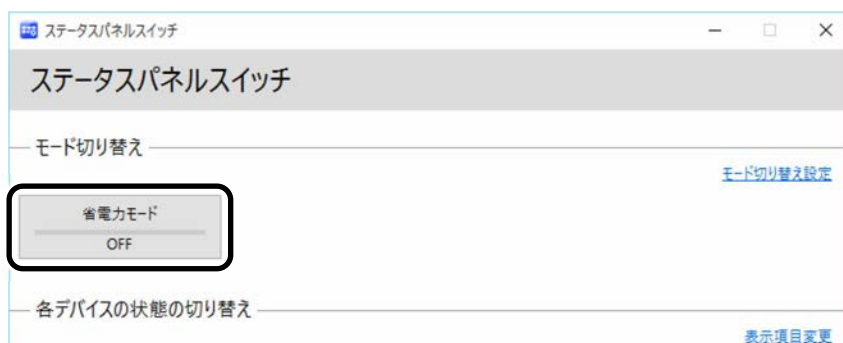 ステータスパネルスイッチ
ステータスパネルスイッチ
モード切り替え
モード切り替え設定
省電力モード
OFF
各デバイスの状態の切り替え
表示項目変更